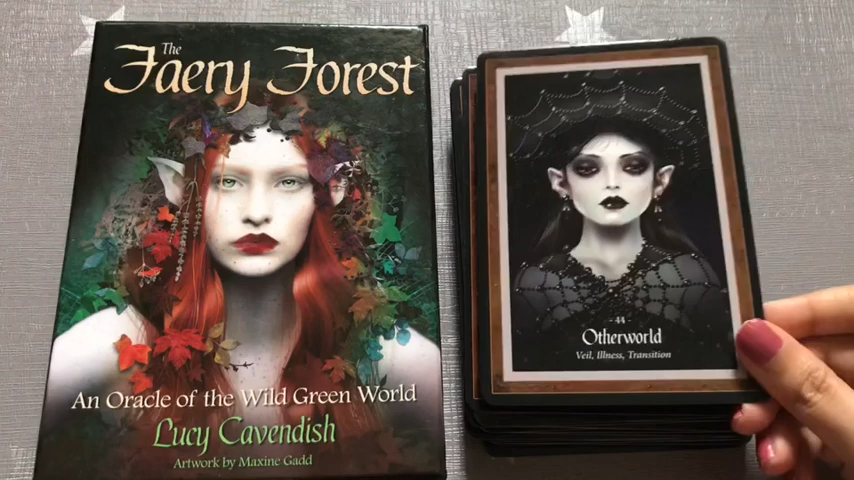 The
Faery Forest
An Oracle of the Wild Green World
Lucy Cavendish
Artwork by Maxine Gadd
- 44 -
Otherworld
Veil, Illness, Transition